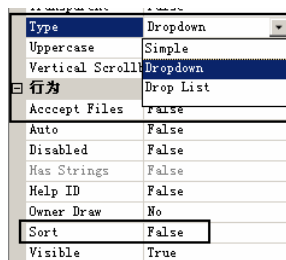 Transparent False
Type Dropdown
Uppercase Simple
Vertical Scrollb Dropdown
行为 Drop List
Acccept Files False
Auto False
Disabled False
Has Strings False
Help ID False
Owner Draw No
Sort False
Visible True